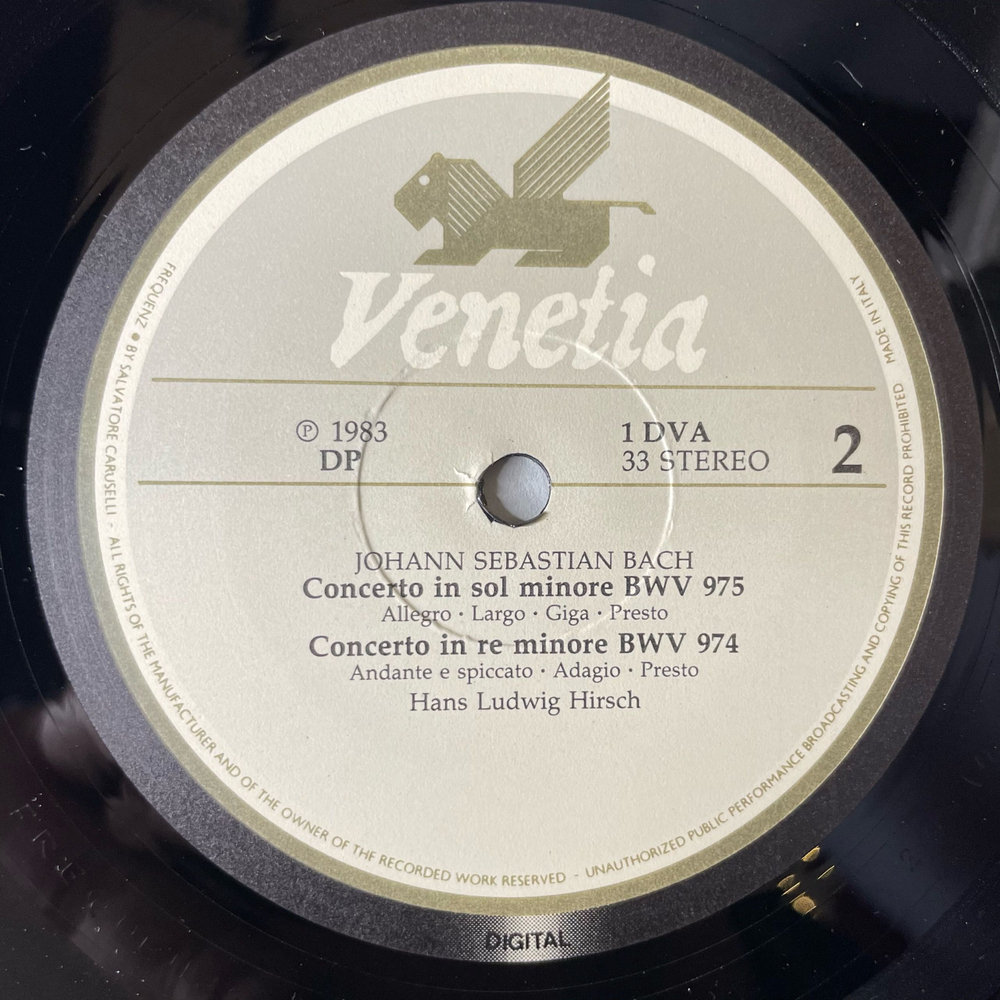 Venetia
℗ 1983
DP
1 DVA
33 STEREO
2
JOHANN SEBASTIAN BACH
Concerto in sol minore BWV 975
Allegro · Largo · Giga · Presto
Concerto in re minore BWV 974
Andante e spiccato · Adagio · Presto
Hans Ludwig Hirsch
FREQUENZ • BY SALVATORE CARUSELLI - ALL RIGHTS OF THE MANUFACTURER AND OF THE OWNER OF THE RECORDED WORK RESERVED - UNAUTHORIZED PUBLIC PERFORMANCE BROADCASTING AND COPYING OF THIS RECORD PROHIBITED MADE IN ITALY
DIGITAL